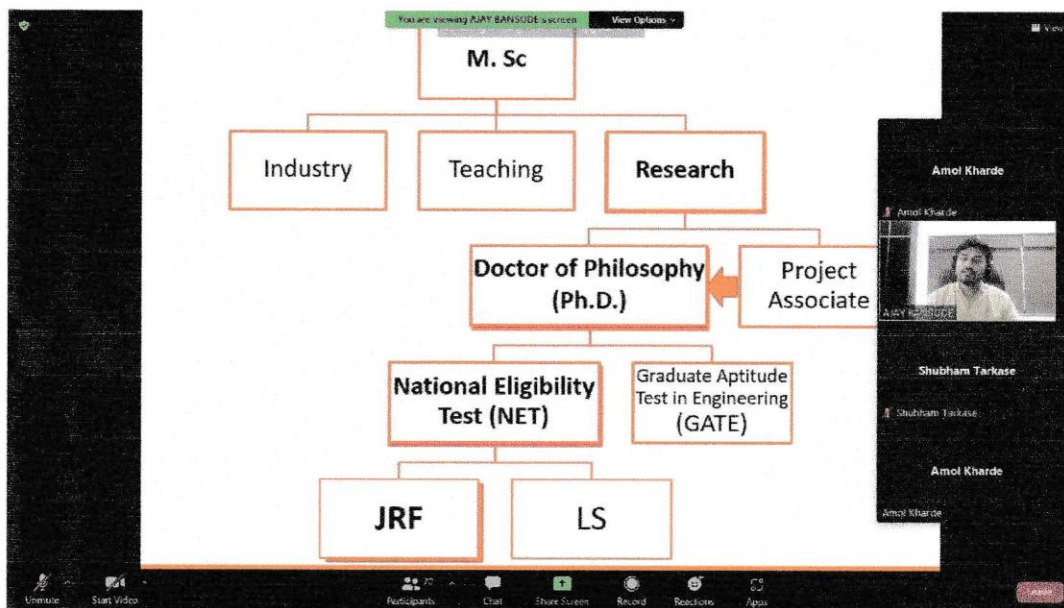 You are viewing AJAY BANSODE's screen
View Options
View
M. Sc
Industry
Teaching
Research
Doctor of Philosophy
(Ph.D.)
Project
Associate
National Eligibility
Test (NET)
Graduate Aptitude
Test in Engineering
(GATE)
JRF
LS
Amol Kharde
Amol Kharde
AJAY BANSODE
Shubham Tarkase
Shubham Tarkase
Amol Kharde
Amol Kharde
Unmute
Start Video
Participants
Chat
Share Screen
Record
Reactions
Apps
Leave